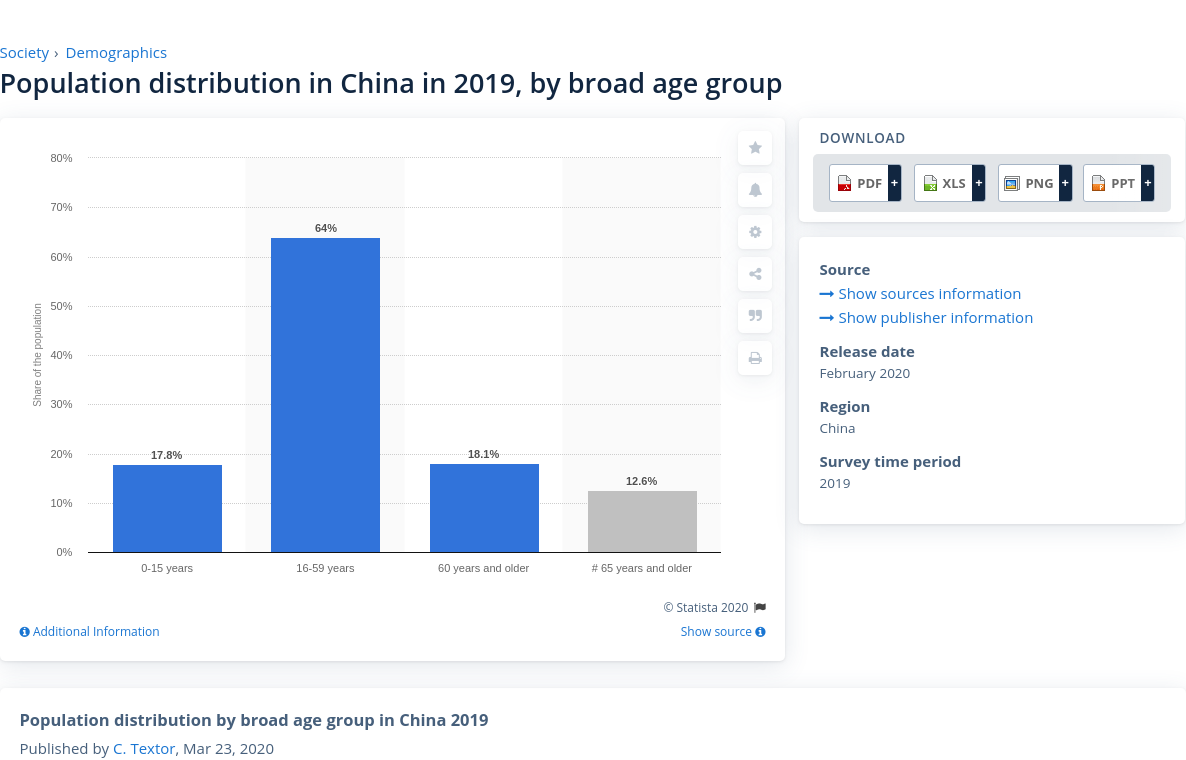 Society › Demographics
Population distribution in China in 2019, by broad age group
80%
70%
60%
50%
40%
30%
20%
10%
0%
Share of the population
17.8%
64%
18.1%
12.6%
0-15 years
16-59 years
60 years and older
# 65 years and older
© Statista 2020
Additional Information
Show source
DOWNLOAD
PDF +
XLS +
PNG +
PPT +
Source
Show sources information
Show publisher information
Release date
February 2020
Region
China
Survey time period
2019
Population distribution by broad age group in China 2019
Published by C. Textor, Mar 23, 2020